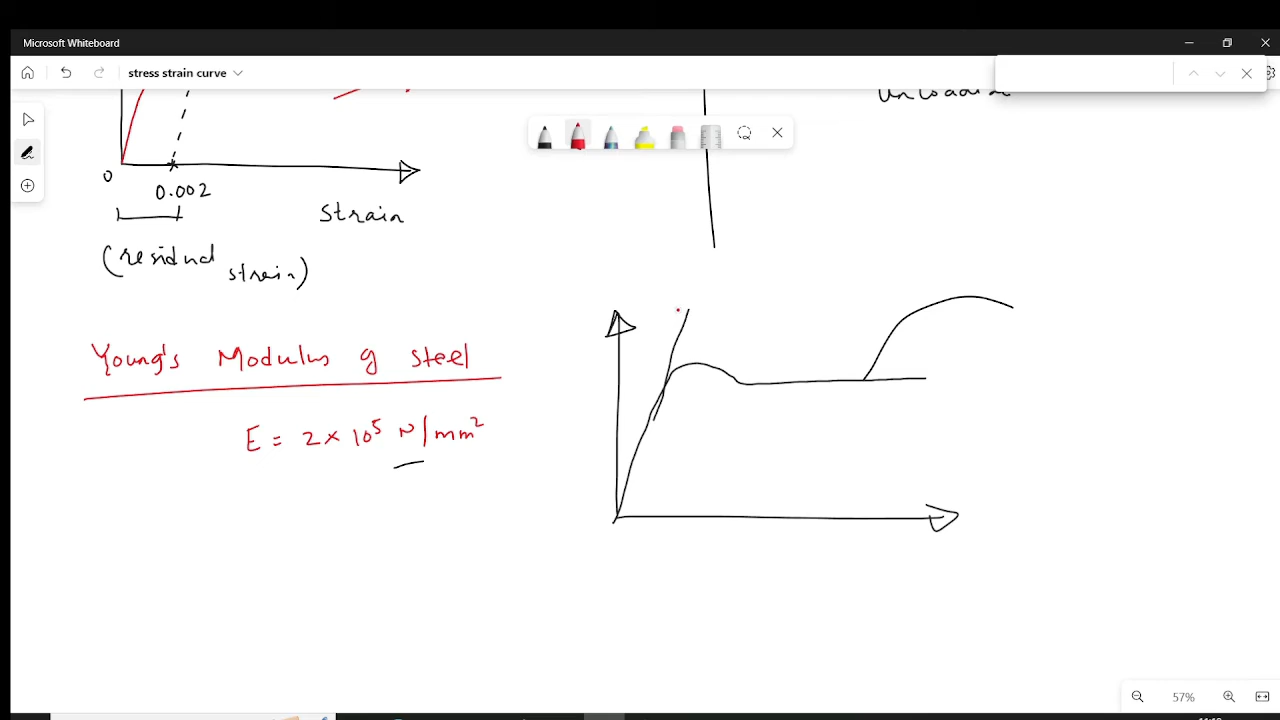 Microsoft Whiteboard
stress strain curve
unloading
0
0.002
strain
(residual
strain)
Young's Modulus of steel
E = 2 × 10⁵ N/mm²
57%